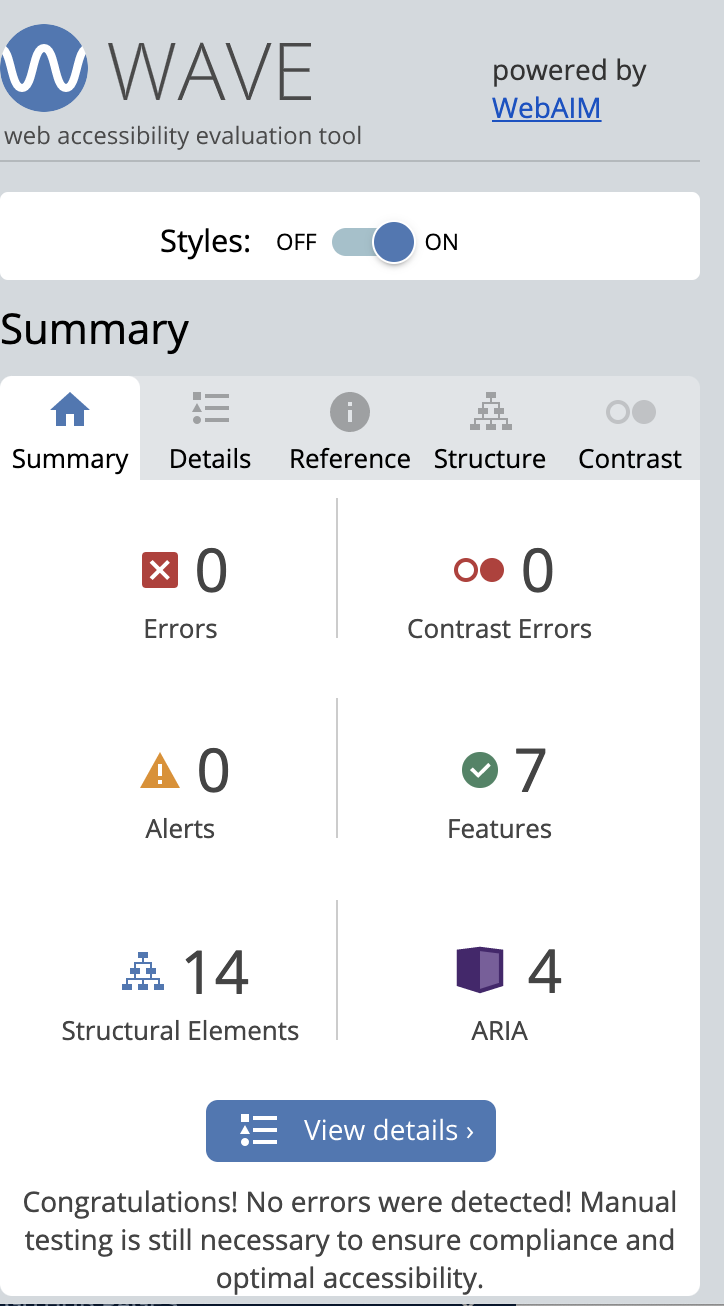 WAVE
powered by
WebAIM
web accessibility evaluation tool
Styles: OFF ON
Summary
Summary Details Reference Structure Contrast
0 0
Errors Contrast Errors
0 7
Alerts Features
14 4
Structural Elements ARIA
View details ›
Congratulations! No errors were detected! Manual
testing is still necessary to ensure compliance and
optimal accessibility.